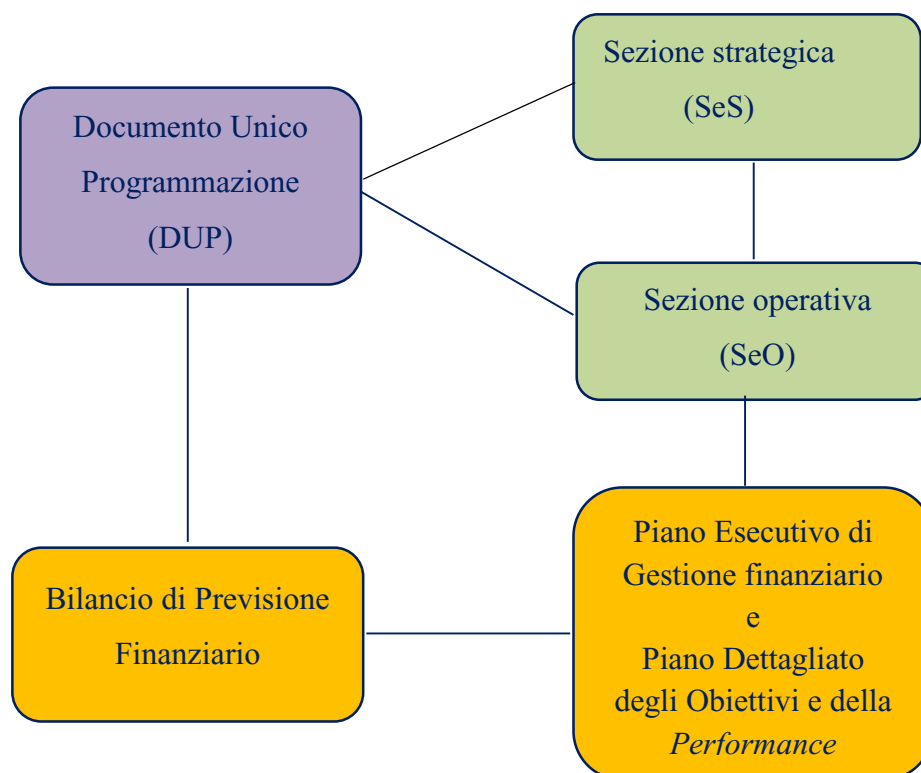 Documento Unico
Programmazione
(DUP)
Sezione strategica
(SeS)
Sezione operativa
(SeO)
Bilancio di Previsione
Finanziario
Piano Esecutivo di
Gestione finanziario
e
Piano Dettagliato
degli Obiettivi e della
Performance